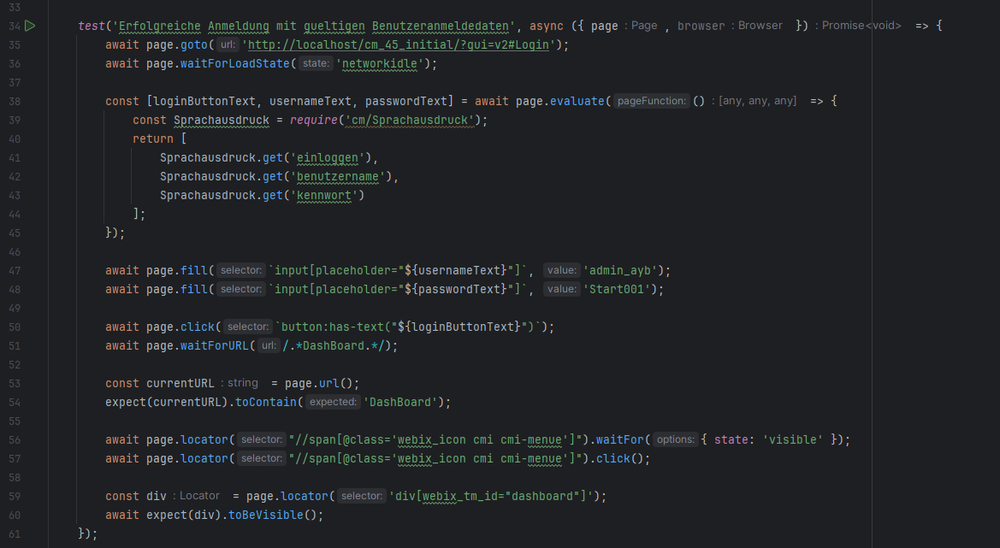 33
34 test('Erfolgreiche Anmeldung mit gueltigen Benutzeranmeldedaten', async ({ page : Page , browser : Browser }) : Promise<void> => {
35 await page.goto( url: 'http://localhost/cm_45_initial/?gui=v2#Login');
36 await page.waitForLoadState( state: 'networkidle');
37
38 const [loginButtonText, usernameText, passwordText] = await page.evaluate( pageFunction: () : [any, any, any] => {
39 const Sprachausdruck = require('cm/Sprachausdruck');
40 return [
41 Sprachausdruck.get('einloggen'),
42 Sprachausdruck.get('benutzername'),
43 Sprachausdruck.get('kennwort')
44 ];
45 });
46
47 await page.fill( selector: `input[placeholder="${usernameText}"]`, value: 'admin_ayb');
48 await page.fill( selector: `input[placeholder="${passwordText}"]`, value: 'Start001');
49
50 await page.click( selector: `button:has-text("${loginButtonText}")`);
51 await page.waitForURL( url: /.*DashBoard.*/);
52
53 const currentURL : string = page.url();
54 expect(currentURL).toContain( expected: 'DashBoard');
55
56 await page.locator( selector: "//span[@class='webix_icon cmi cmi-menue']").waitFor( options: { state: 'visible' });
57 await page.locator( selector: "//span[@class='webix_icon cmi cmi-menue']").click();
58
59 const div : Locator = page.locator( selector: 'div[webix_tm_id="dashboard"]');
60 await expect(div).toBeVisible();
61 });